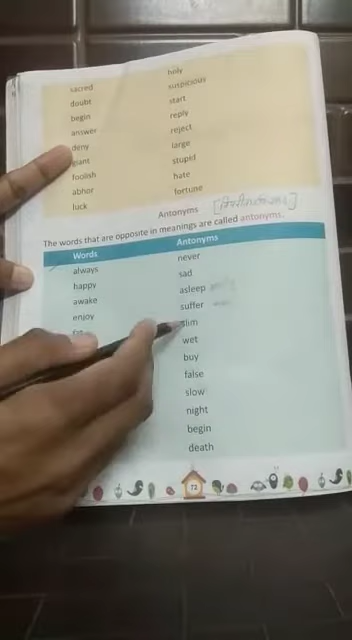 holy
sacred suspicious
doubt start
begin reply
answer reject
deny large
giant stupet
foolish hate
abhor fortune
luck
Antonyms
The words that are opposite in meanings are called antonyms.
Words Antonyms
always never
happy sad
awake asleep
enjoy suffer
slim
wet
buy
false
slow
night
begin
death
72